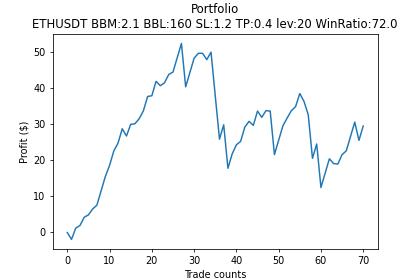 Portfolio
ETHUSDT BBM:2.1 BBL:160 SL:1.2 TP:0.4 lev:20 WinRatio:72.0
50
40
30
20
10
0
Profit ($)
0 10 20 30 40 50 60 70
Trade counts